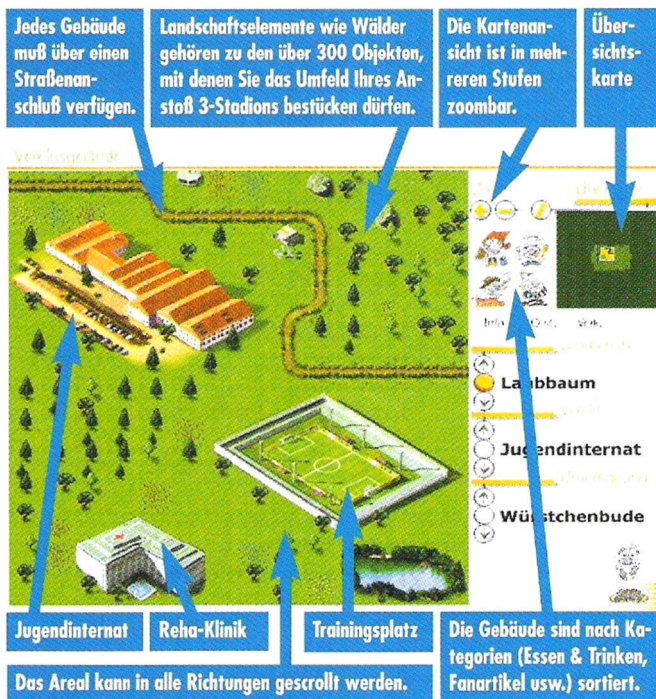 Jedes Gebäude
muß über einen
Straßenan-
schluß verfügen.
Landschaftselemente wie Wälder
gehören zu den über 300 Objekten,
mit denen Sie das Umfeld Ihres An-
stoß 3-Stadions bestücken dürfen.
Die Kartenan-
sicht ist in meh-
reren Stufen
zoombar.
Über-
sichts-
karte
Vereinsgelände
Info
Verk.
Laubbaum
Jugendinternat
Würstchenbude
Jugendinternat
Reha-Klinik
Trainingsplatz
Die Gebäude sind nach Ka-
tegorien (Essen & Trinken,
Fanartikel usw.) sortiert.
Das Areal kann in alle Richtungen gescrollt werden.